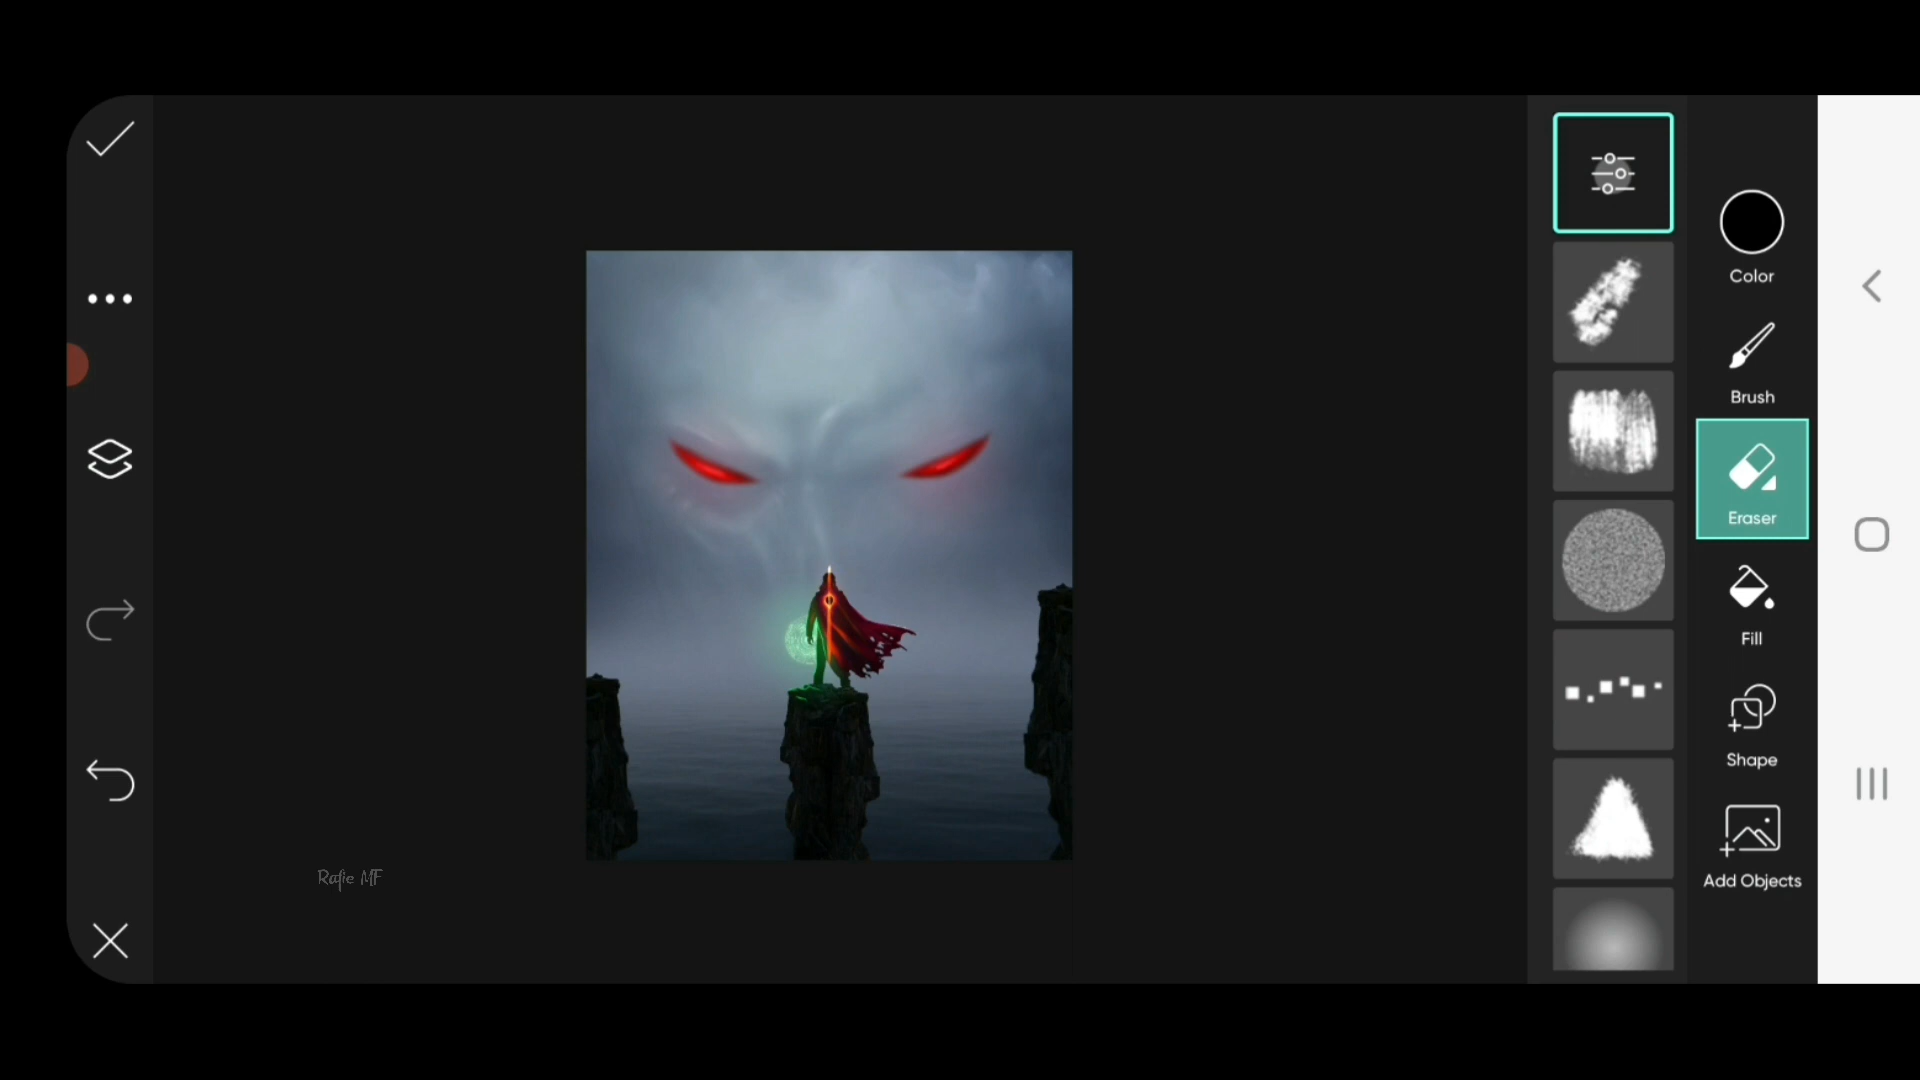 Color
Brush
Eraser
Fill
Shape
Add Objects
Rafie MF